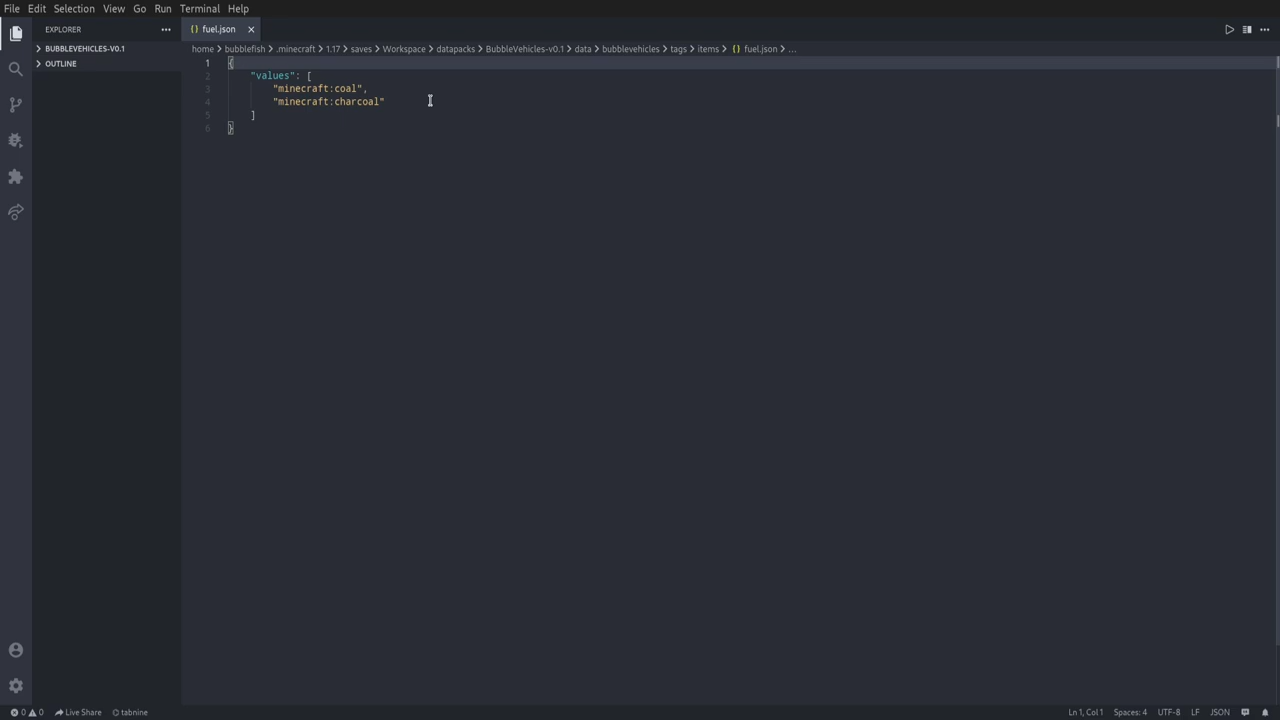 File Edit Selection View Go Run Terminal Help
EXPLORER
fuel.json
BUBBLEVEHICLES-V0.1
OUTLINE
home > bubblefish > .minecraft > 1.17 > saves > Workspace > datapacks > BubbleVehicles-v0.1 > data > bubblevehicles > tags > items > {} fuel.json > ...
1 {
2 "values": [
3 "minecraft:coal",
4 "minecraft:charcoal"
5 ]
6 }
0 0 Live Share tabnine
Ln 1, Col 1 Spaces: 4 UTF-8 LF JSON